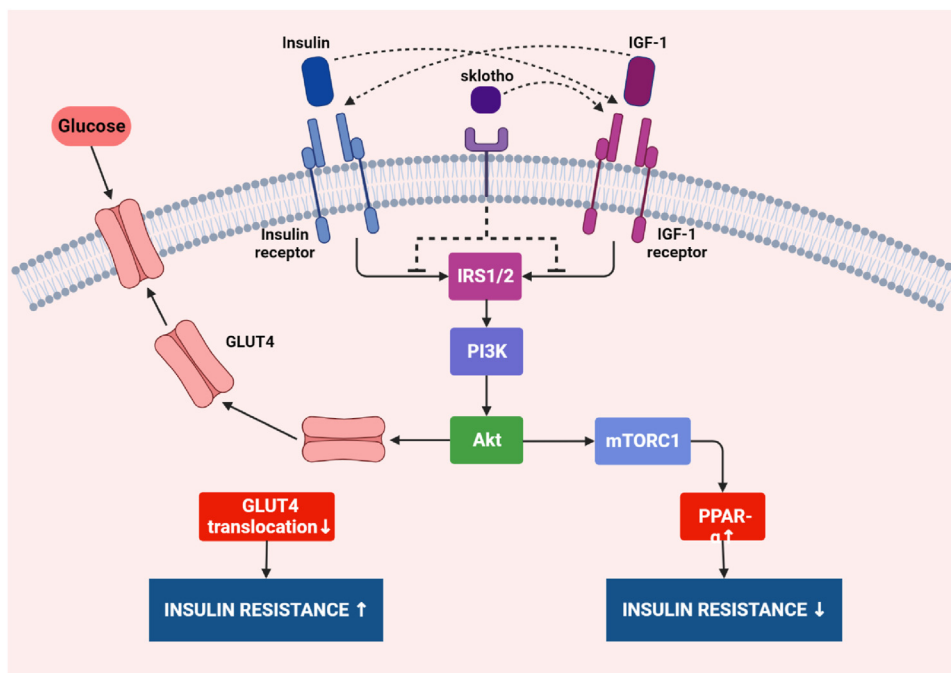 Insulin
IGF-1
sklotho
Glucose
Insulin
receptor
IGF-1
receptor
IRS1/2
GLUT4
PI3K
Akt
mTORC1
GLUT4
translocation↓
PPAR-
α↑
INSULIN RESISTANCE ↑
INSULIN RESISTANCE ↓